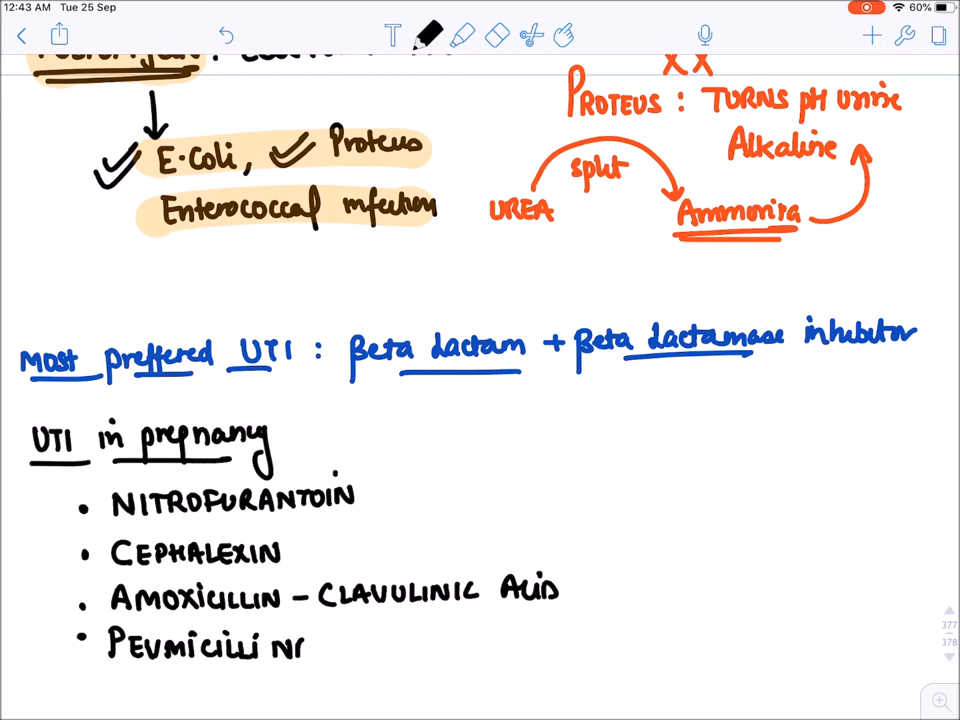 12:43 AM Tue 25 Sep
60%
XX
PROTEUS : TURNS pH urine
Alkaline
E.Coli, Proteus
Enterococcal infection
split
UREA
Ammonia
Most preffered UTI : Beta lactam + Beta lactamase inhibitor
UTI in pregnancy
• NITROFURANTOIN
• CEPHALEXIN
• AMOXICILLIN - CLAVULINIC ACID
• PEVMICILLIN
377
378